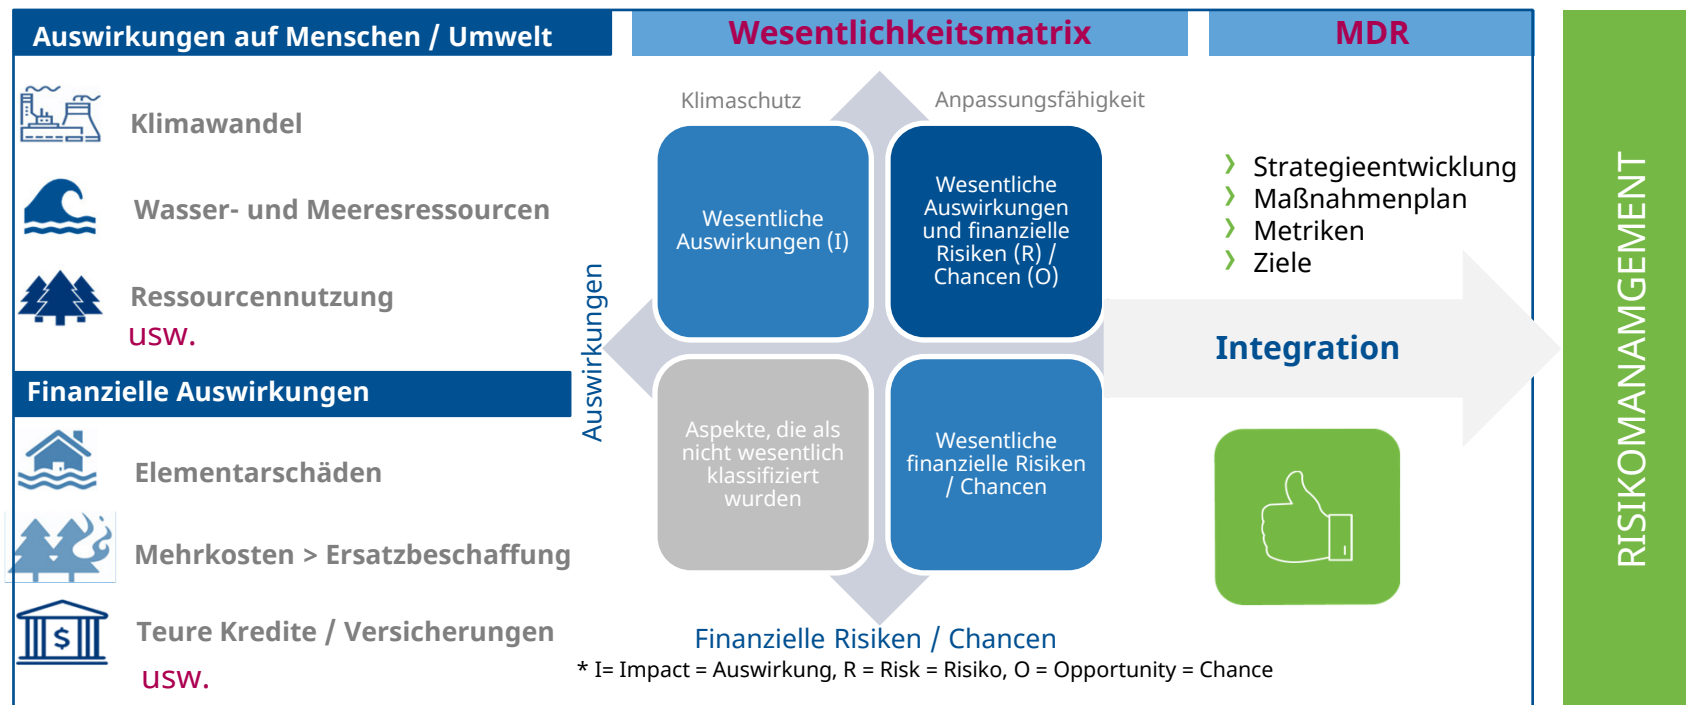 Auswirkungen auf Menschen / Umwelt
Klimawandel
Wasser- und Meeresressourcen
Ressourcennutzung
usw.
Finanzielle Auswirkungen
Elementarschäden
Mehrkosten > Ersatzbeschaffung
$
Teure Kredite / Versicherungen
usw.
Wesentlichkeitsmatrix
Klimaschutz
Anpassungsfähigkeit
Wesentliche
Auswirkungen (I)
Wesentliche
Auswirkungen
und finanzielle
Risiken (R) /
Chancen (O)
Auswirkungen
Aspekte, die als
nicht wesentlich
klassifiziert
wurden
Wesentliche
finanzielle Risiken
/ Chancen
Finanzielle Risiken / Chancen
* I= Impact = Auswirkung, R = Risk = Risiko, O = Opportunity = Chance
MDR
› Strategieentwicklung
› Maßnahmenplan
› Metriken
› Ziele
Integration
RISIKOMANAMGEMENT